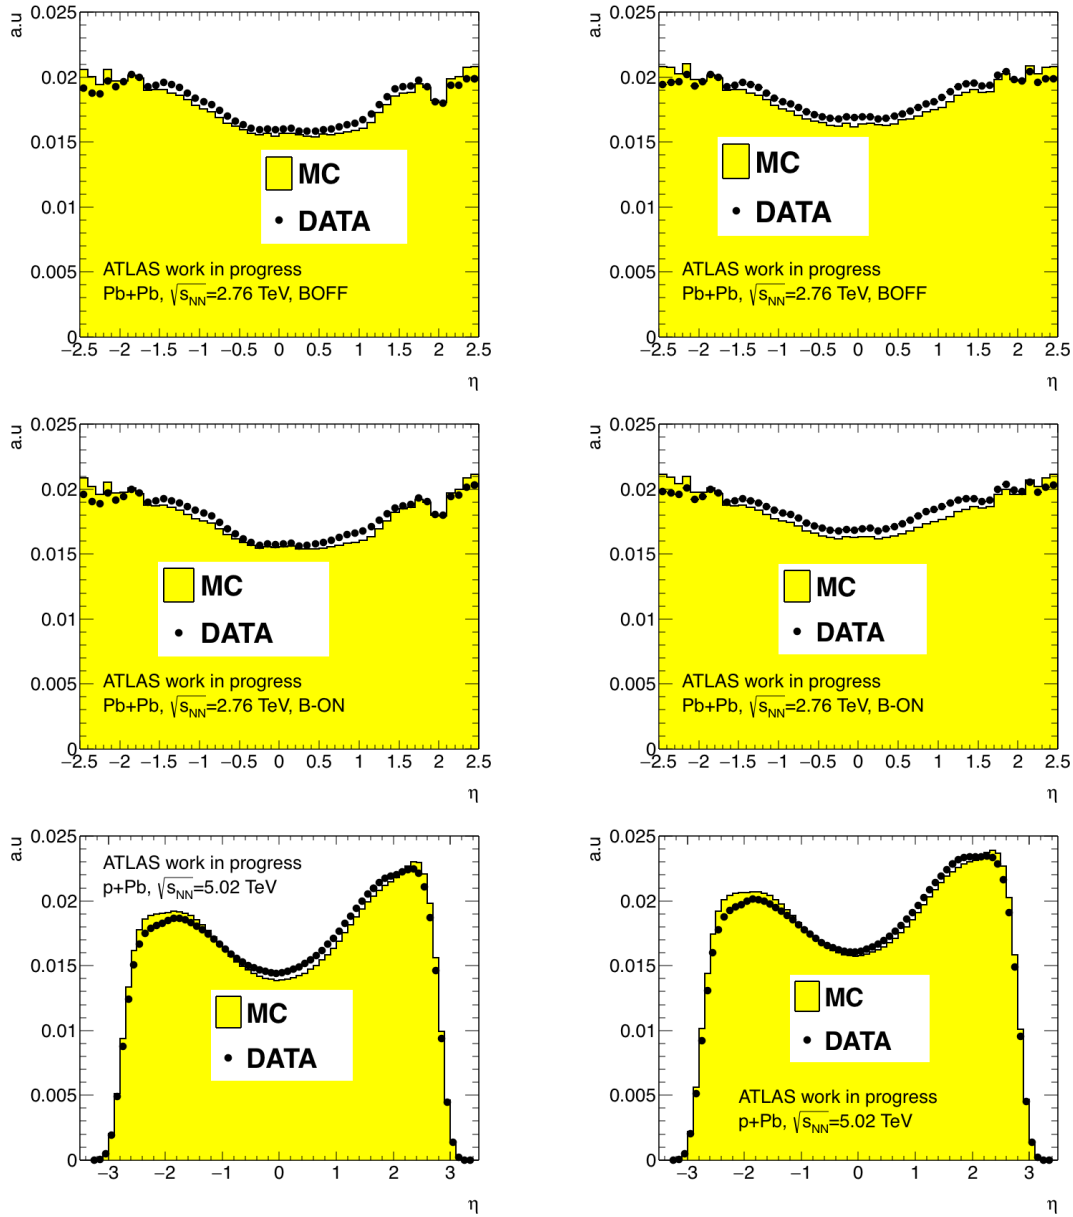 a.u
0.025
0.02
0.015
0.01
0.005
0
MC
DATA
ATLAS work in progress
Pb+Pb, √sNN=2.76 TeV, BOFF
−2.5 −2 −1.5 −1 −0.5 0 0.5 1 1.5 2 2.5
η
a.u
0.025
0.02
0.015
0.01
0.005
0
MC
DATA
ATLAS work in progress
Pb+Pb, √sNN=2.76 TeV, BOFF
−2.5 −2 −1.5 −1 −0.5 0 0.5 1 1.5 2 2.5
η
a.u
0.025
0.02
0.015
0.01
0.005
0
MC
DATA
ATLAS work in progress
Pb+Pb, √sNN=2.76 TeV, B-ON
−2.5 −2 −1.5 −1 −0.5 0 0.5 1 1.5 2 2.5
η
a.u
0.025
0.02
0.015
0.01
0.005
0
MC
DATA
ATLAS work in progress
Pb+Pb, √sNN=2.76 TeV, B-ON
−2.5 −2 −1.5 −1 −0.5 0 0.5 1 1.5 2 2.5
η
a.u
0.025
0.02
0.015
0.01
0.005
0
ATLAS work in progress
p+Pb, √sNN=5.02 TeV
MC
DATA
−3 −2 −1 0 1 2 3
η
a.u
0.025
0.02
0.015
0.01
0.005
0
MC
DATA
ATLAS work in progress
p+Pb, √sNN=5.02 TeV
−3 −2 −1 0 1 2 3
η